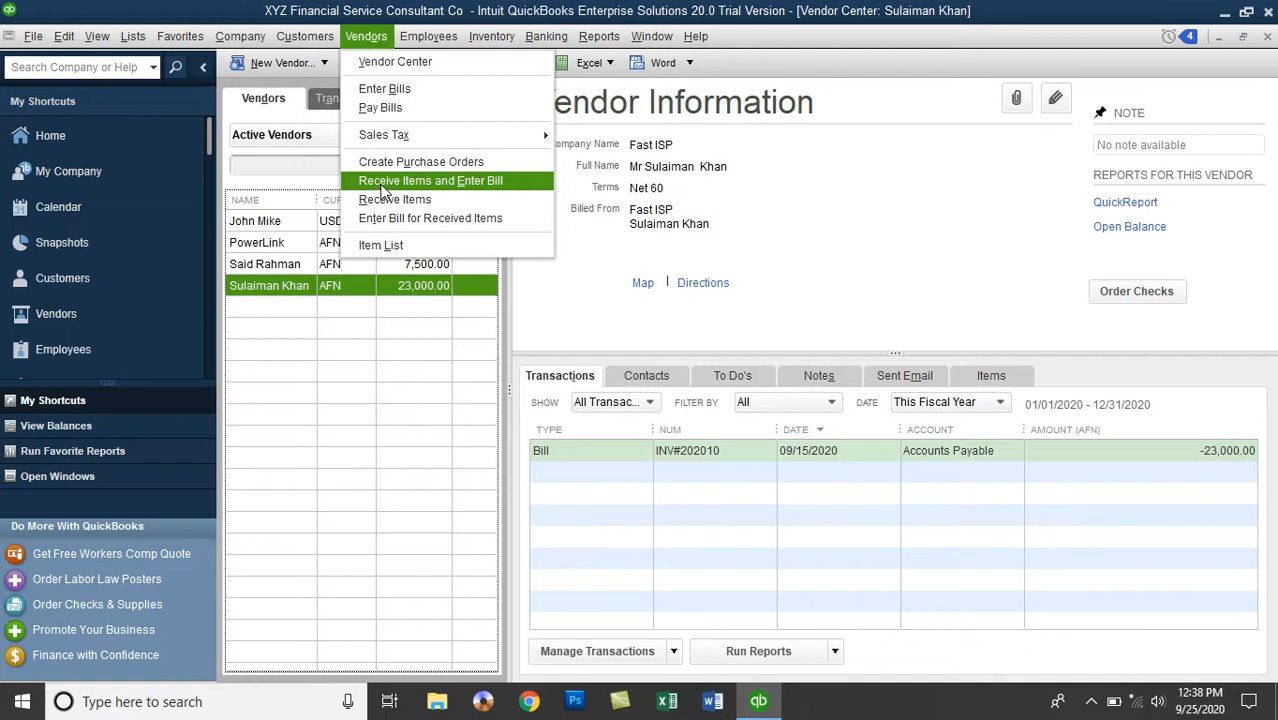 XYZ Financial Service Consultant Co - Intuit QuickBooks Enterprise Solutions 20.0 Trial Version - [Vendor Center: Sulaiman Khan]
File Edit View Lists Favorites Company Customers Vendors Employees Inventory Banking Reports Window Help 4
Search Company or Help
New Vendor...
Excel
Word
My Shortcuts
Home
My Company
Calendar
Snapshots
Customers
Vendors
Employees
My Shortcuts
View Balances
Run Favorite Reports
Open Windows
Do More With QuickBooks
Get Free Workers Comp Quote
Order Labor Law Posters
Order Checks & Supplies
Promote Your Business
Finance with Confidence
Vendors
Active Vendors
NAME
John Mike USD
PowerLink AFN
Said Rahman AFN 7,500.00
Sulaiman Khan AFN 23,000.00
Vendor Center
Enter Bills
Pay Bills
Sales Tax
Create Purchase Orders
Receive Items and Enter Bill
Receive Items
Enter Bill for Received Items
Item List
endor Information
ompany Name Fast ISP
Full Name Mr Sulaiman Khan
Terms Net 60
Billed From Fast ISP
Sulaiman Khan
Map Directions
NOTE
No note available
REPORTS FOR THIS VENDOR
QuickReport
Open Balance
Order Checks
Transactions Contacts To Do's Notes Sent Email Items
SHOW All Transac... FILTER BY All DATE This Fiscal Year 01/01/2020 - 12/31/2020
TYPE NUM DATE ACCOUNT AMOUNT (AFN)
Bill INV#202010 09/15/2020 Accounts Payable -23,000.00
Manage Transactions Run Reports
Type here to search
12:38 PM
9/25/2020